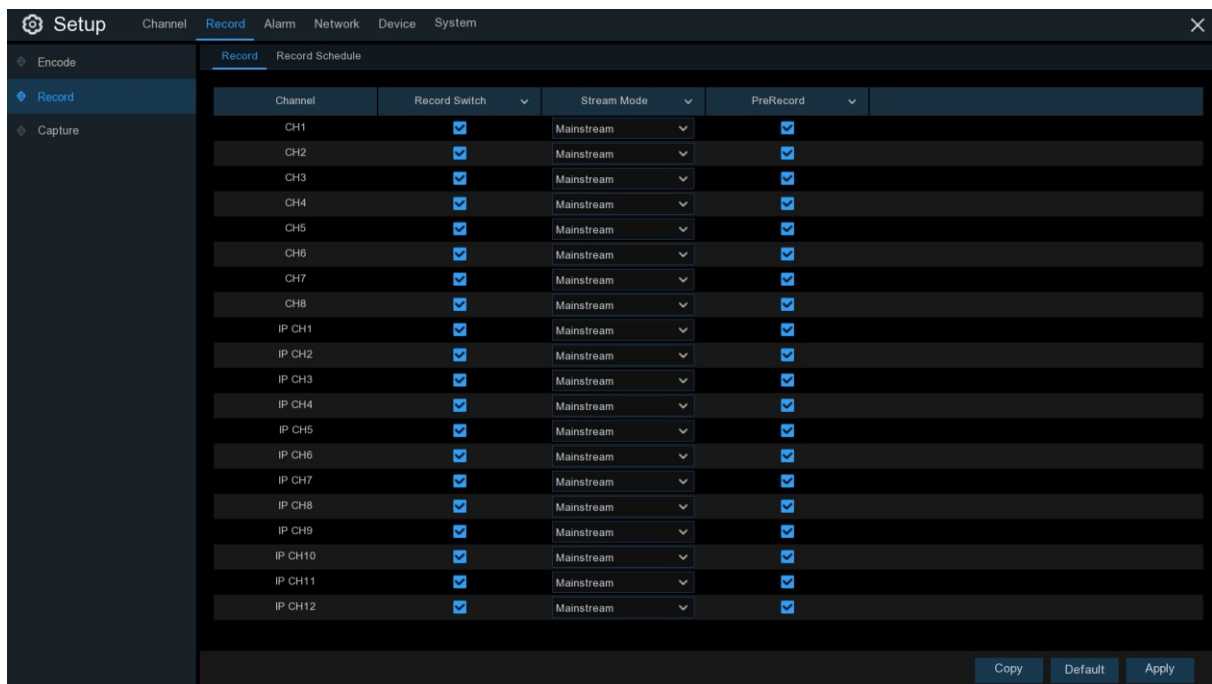 Setup Channel Record Alarm Network Device System
Encode
Record
Capture
Record Record Schedule
Channel Record Switch Stream Mode PreRecord
CH1 Mainstream
CH2 Mainstream
CH3 Mainstream
CH4 Mainstream
CH5 Mainstream
CH6 Mainstream
CH7 Mainstream
CH8 Mainstream
IP CH1 Mainstream
IP CH2 Mainstream
IP CH3 Mainstream
IP CH4 Mainstream
IP CH5 Mainstream
IP CH6 Mainstream
IP CH7 Mainstream
IP CH8 Mainstream
IP CH9 Mainstream
IP CH10 Mainstream
IP CH11 Mainstream
IP CH12 Mainstream
Copy Default Apply